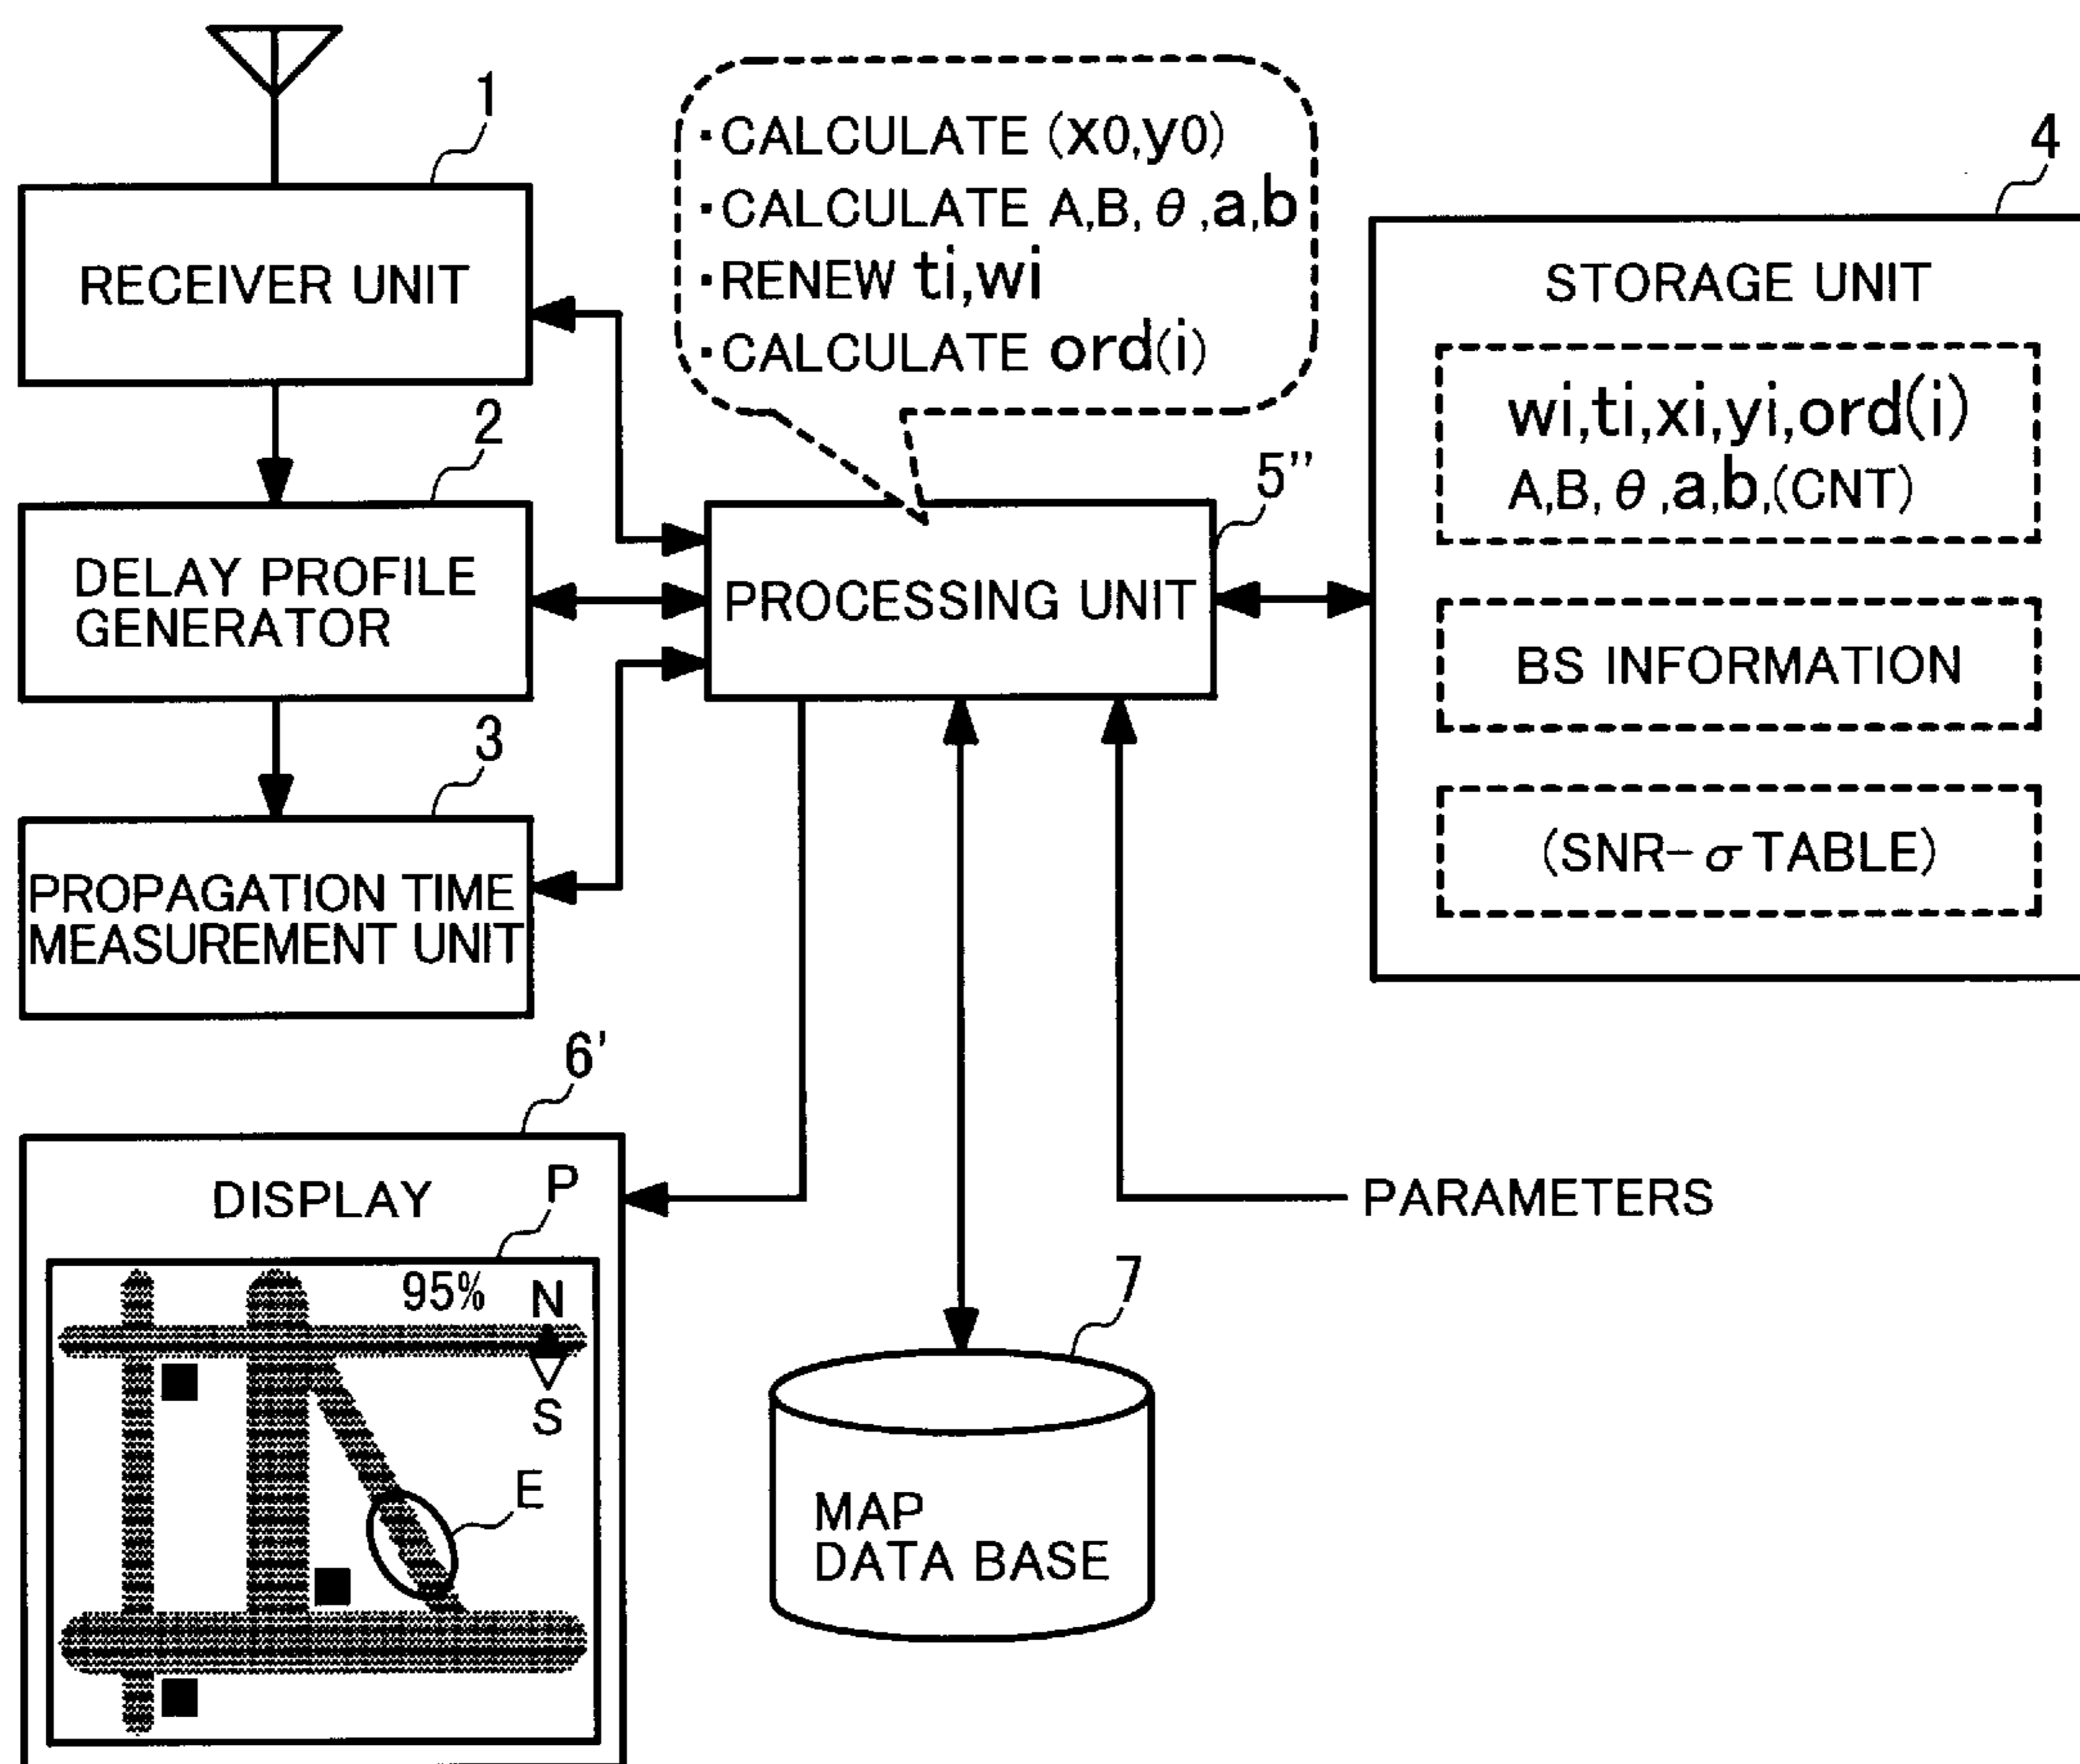 1
RECEIVER UNIT
2
DELAY PROFILE
GENERATOR
3
PROPAGATION TIME
MEASUREMENT UNIT
·CALCULATE (x0,y0)
·CALCULATE A,B,θ,a,b
·RENEW ti,wi
·CALCULATE ord(i)
5''
PROCESSING UNIT
4
STORAGE UNIT
wi,ti,xi,yi,ord(i)
A,B,θ,a,b,(CNT)
BS INFORMATION
(SNR-σ TABLE)
6'
DISPLAY
P
95%
N
S
E
PARAMETERS
7
MAP
DATA BASE